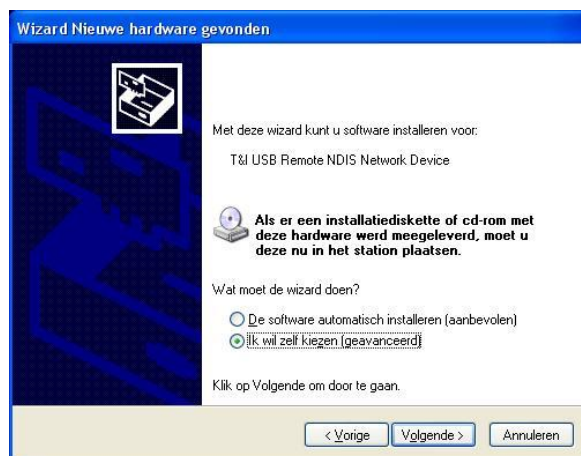 Wizard Nieuwe hardware gevonden
Met deze wizard kunt u software installeren voor:
T&I USB Remote NDIS Network Device
Als er een installatiediskette of cd-rom met
deze hardware werd meegeleverd, moet u
deze nu in het station plaatsen.
Wat moet de wizard doen?
De software automatisch installeren (aanbevolen)
Ik wil zelf kiezen (geavanceerd)
Klik op Volgende om door te gaan.
< Vorige Volgende > Annuleren